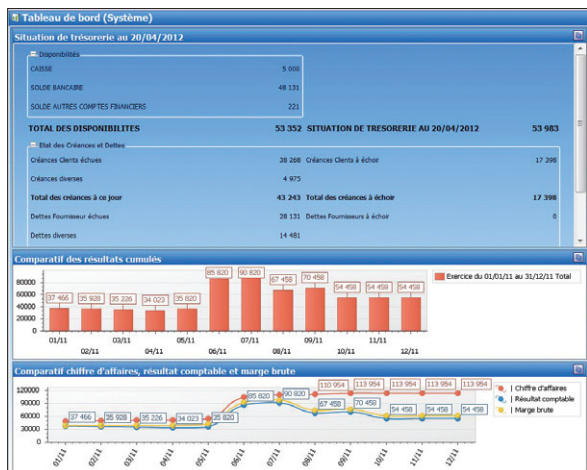 Tableau de bord (Système)
Situation de trésorerie au 20/04/2012
Disponibilités
CAISSE 5 000
SOLDE BANCAIRE 48 131
SOLDE AUTRES COMPTES FINANCIERS 221
TOTAL DES DISPONIBILITES 53 352 SITUATION DE TRESORERIE AU 20/04/2012 53 983
Etat des Créances et Dettes
Créances Clients échues 38 268 Créances Clients à échoir 17 398
Créances diverses 4 975
Total des créances à ce jour 43 243 Total des créances à échoir 17 398
Dettes Fournisseur échues 28 131 Dettes Fournisseurs à échoir 0
Dettes diverses 14 481
Comparatif des résultats cumulés
85 820 90 820
67 458 70 458
80000
60000
40000
20000
0
37 466 35 928 35 226 34 023 35 820 54 458 54 458 54 458
01/11 03/11 05/11 07/11 09/11 11/11
02/11 04/11 06/11 08/11 10/11 12/11
Exercice du 01/01/11 au 31/12/11 Total
Comparatif chiffre d'affaires, résultat comptable et marge brute
120000
90000
60000
30000
0
110 954 113 954 113 954 113 954 113 954
85 820 90 820
67 458 70 458
37 466 35 928 35 226 34 023 35 820 54 458 54 458 54 458
01/11 02/11 03/11 04/11 05/11 06/11 07/11 08/11 09/11 10/11 11/11 12/11
| Chiffre d'affaires
| Résultat comptable
| Marge brute